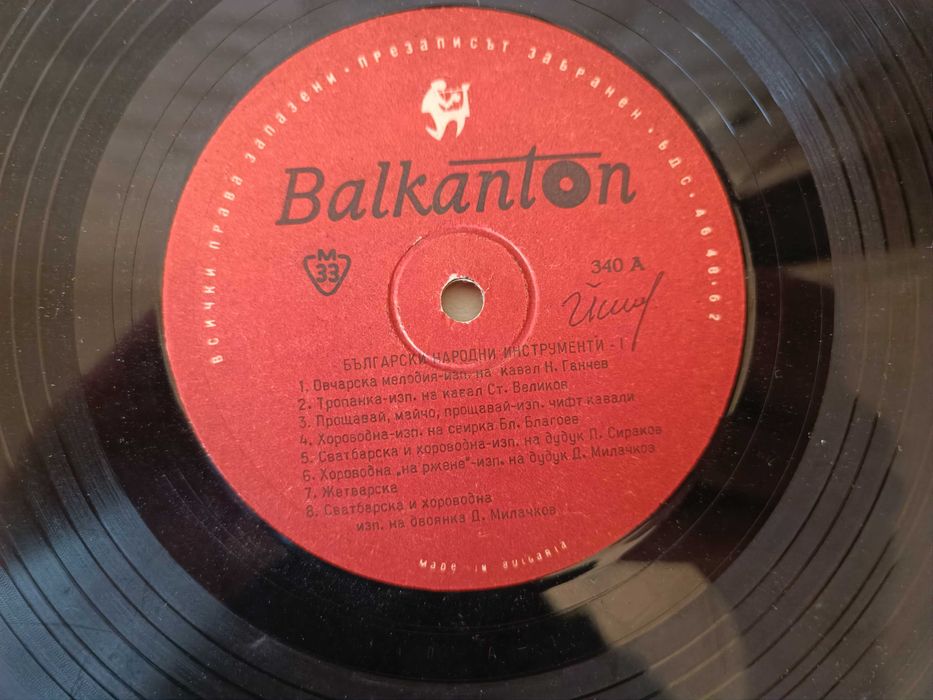 ВСИЧКИ ПРАВА ЗАПАЗЕНИ · ПРЕЗАПИСЪТ ЗАБРАНЕН · БДС · 4648·62
Balkanton
М
33
340 А
БЪЛГАРСКИ НАРОДНИ ИНСТРУМЕНТИ - I
1. Овчарска мелодия-изп. на кавал Н. Ганчев
2. Тропанка-изп. на кавал Ст. Великов
3. Прощавай, майчо, прощавай-изп. чифт кавали
4. Хороводна-изп. на свирка Бл. Благоев
5. Сватбарска и хороводна-изп. на дудук П. Сираков
6. Хороводна „на ржене"-изп. на дудук Д. Милачков
7. Жетварска
8. Сватбарска и хороводна
изп. на двоянка Д. Милачков
MADE IN BULGARIA